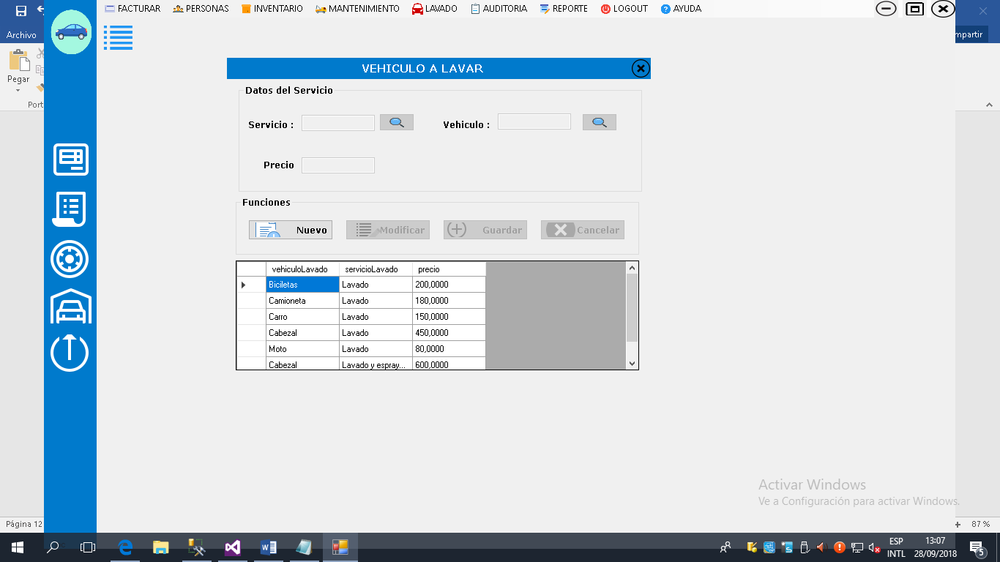 FACTURAR PERSONAS INVENTARIO MANTENIMIENTO LAVADO AUDITORIA REPORTE LOGOUT AYUDA
Archivo
mpartir
Pegar
Port
VEHICULO A LAVAR
Datos del Servicio
Servicio : Vehiculo :
Precio
Funciones
Nuevo Modificar Guardar Cancelar
vehiculoLavado servicioLavado precio
Biciletas Lavado 200,0000
Camioneta Lavado 180,0000
Carro Lavado 150,0000
Cabezal Lavado 450,0000
Moto Lavado 80,0000
Cabezal Lavado y espray... 600,0000
Activar Windows
Ve a Configuración para activar Windows.
Página 12 87 %
ESP 13:07
INTL 28/09/2018 5